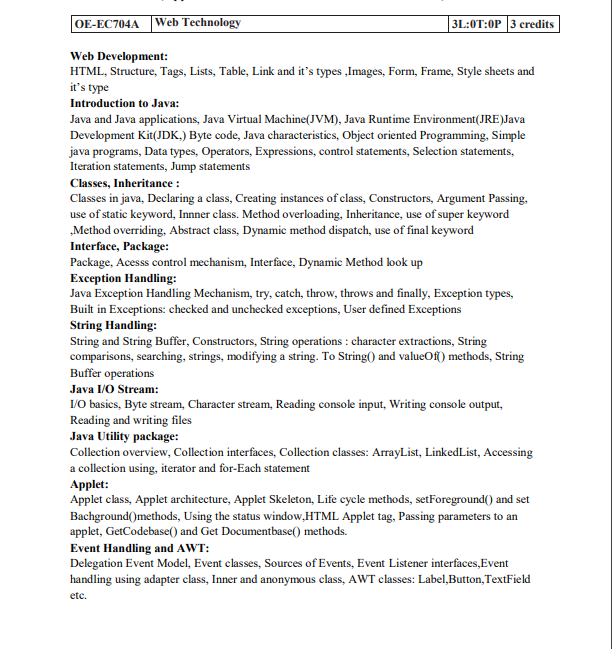 OE-EC704A Web Technology 3L:0T:0P 3 credits
Web Development:
HTML, Structure, Tags, Lists, Table, Link and it’s types ,Images, Form, Frame, Style sheets and
it’s type
Introduction to Java:
Java and Java applications, Java Virtual Machine(JVM), Java Runtime Environment(JRE)Java
Development Kit(JDK,) Byte code, Java characteristics, Object oriented Programming, Simple
java programs, Data types, Operators, Expressions, control statements, Selection statements,
Iteration statements, Jump statements
Classes, Inheritance :
Classes in java, Declaring a class, Creating instances of class, Constructors, Argument Passing,
use of static keyword, Innner class. Method overloading, Inheritance, use of super keyword
,Method overriding, Abstract class, Dynamic method dispatch, use of final keyword
Interface, Package:
Package, Acesss control mechanism, Interface, Dynamic Method look up
Exception Handling:
Java Exception Handling Mechanism, try, catch, throw, throws and finally, Exception types,
Built in Exceptions: checked and unchecked exceptions, User defined Exceptions
String Handling:
String and String Buffer, Constructors, String operations : character extractions, String
comparisons, searching, strings, modifying a string. To String() and valueOf() methods, String
Buffer operations
Java I/O Stream:
I/O basics, Byte stream, Character stream, Reading console input, Writing console output,
Reading and writing files
Java Utility package:
Collection overview, Collection interfaces, Collection classes: ArrayList, LinkedList, Accessing
a collection using, iterator and for-Each statement
Applet:
Applet class, Applet architecture, Applet Skeleton, Life cycle methods, setForeground() and set
Bachground()methods, Using the status window,HTML Applet tag, Passing parameters to an
applet, GetCodebase() and Get Documentbase() methods.
Event Handling and AWT:
Delegation Event Model, Event classes, Sources of Events, Event Listener interfaces,Event
handling using adapter class, Inner and anonymous class, AWT classes: Label,Button,TextField
etc.